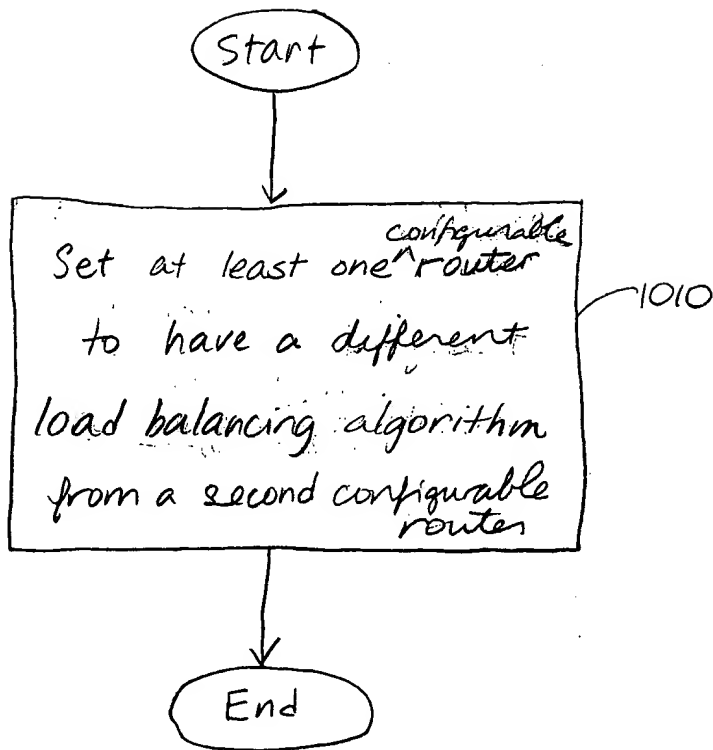 Start
Set at least one ^configurable router
1010
to have a different
load balancing algorithm
from a second configurable
router
End